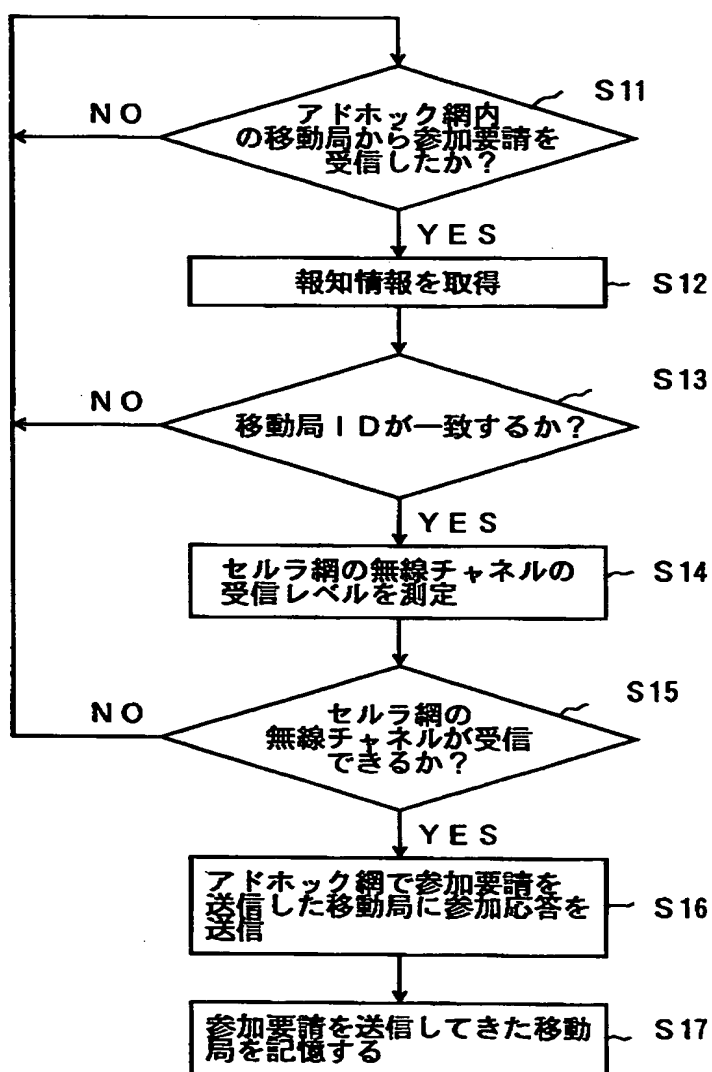 アドホック網内
の移動局から参加要請を
受信したか？
S11
NO
YES
報知情報を取得
S12
移動局IDが一致するか？
S13
NO
YES
セルラ網の無線チャネルの
受信レベルを測定
S14
セルラ網の
無線チャネルが受信
できるか？
S15
NO
YES
アドホック網で参加要請を
送信した移動局に参加応答を
送信
S16
参加要請を送信してきた移動
局を記憶する
S17